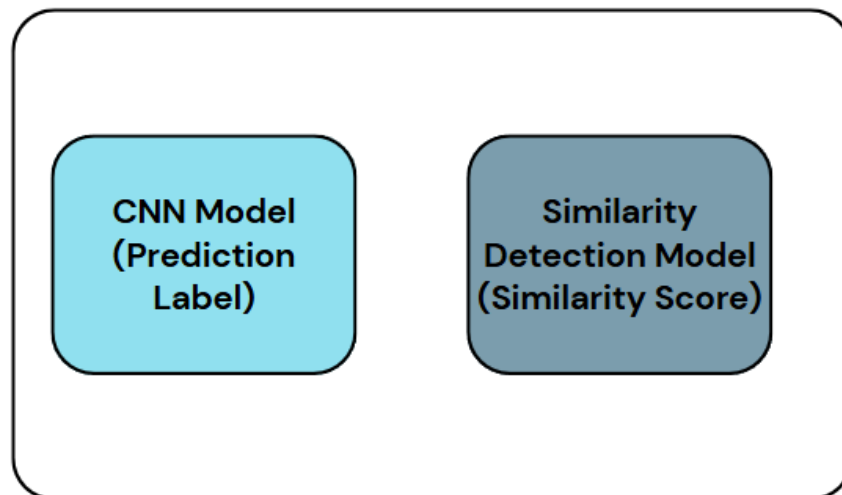 CNN Model
(Prediction
Label)
Similarity
Detection Model
(Similarity Score)